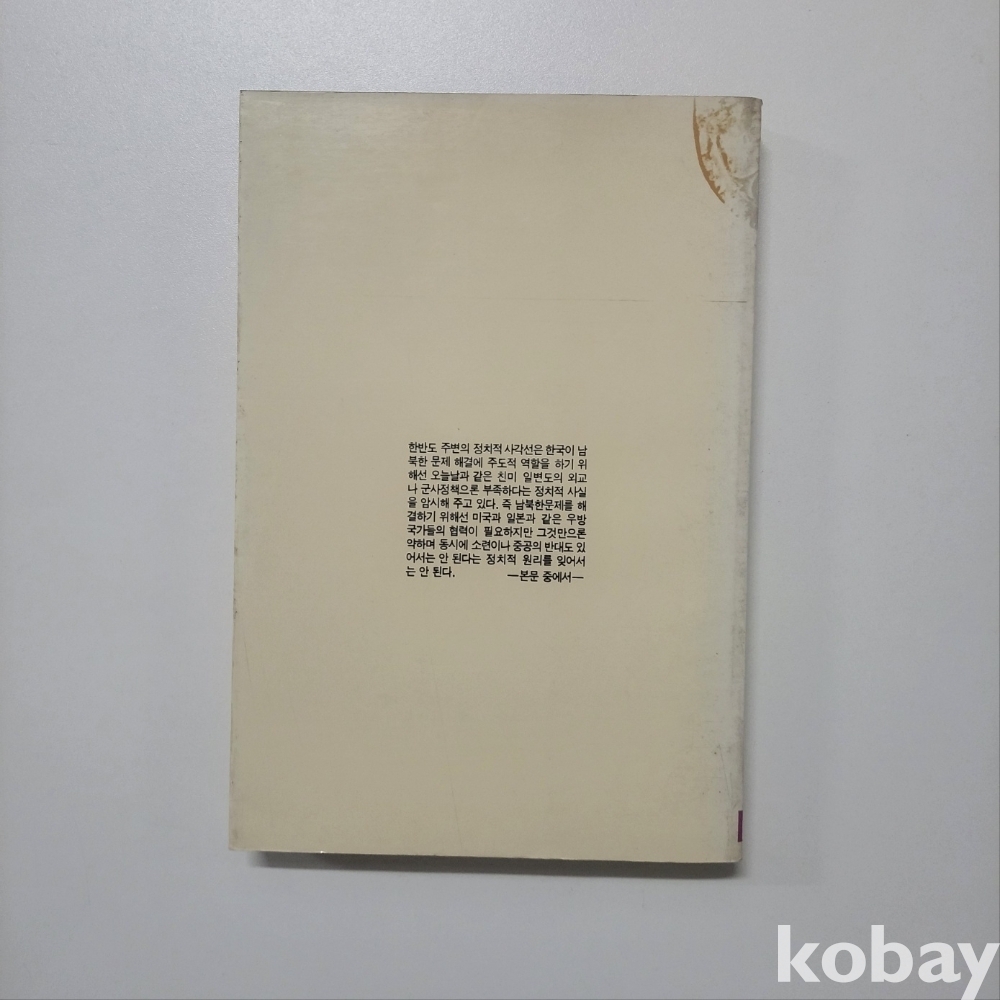 한반도 주변의 정치적 사각선은 한국이 남
북한 문제 해결에 주도적 역할을 하기 위
해선 오늘날과 같은 친미 일변도의 외교
나 군사정책으론 부족하다는 정치적 사실
을 암시해 주고 있다. 즉 남북한문제를 해
결하기 위해선 미국과 일본과 같은 우방
국가들의 협력이 필요하지만 그것만으론
약하며 동시에 소련이나 중공의 반대도 있
어서는 안 된다는 정치적 원리를 잊어서
는 안 된다. —본문 중에서—
kobay